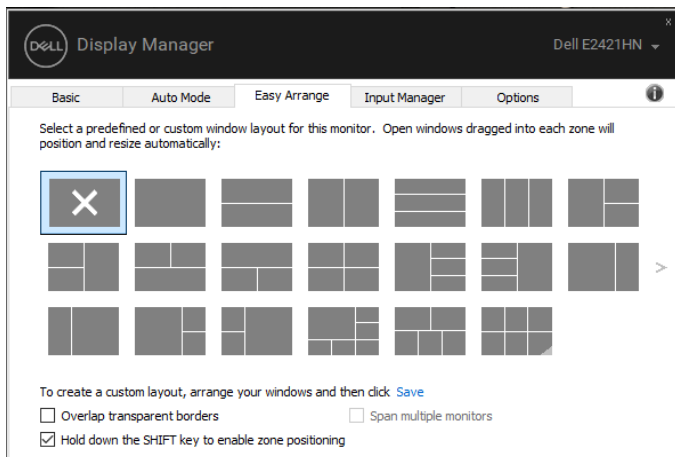 DELL Display Manager
Dell E2421HN
Basic Auto Mode Easy Arrange Input Manager Options
Select a predefined or custom window layout for this monitor. Open windows dragged into each zone will
position and resize automatically:
To create a custom layout, arrange your windows and then click Save
Overlap transparent borders
Span multiple monitors
Hold down the SHIFT key to enable zone positioning